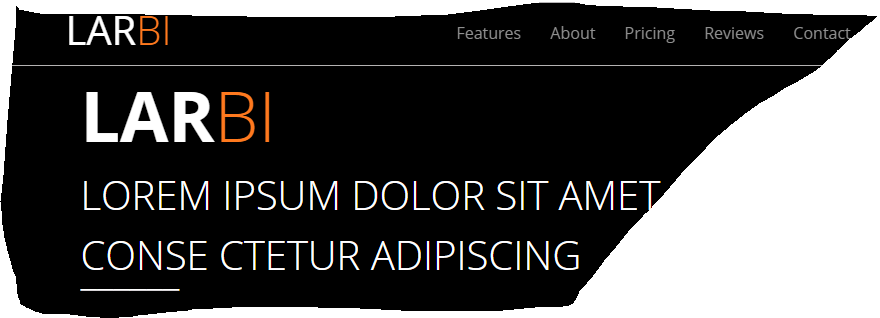 LARBI Features About Pricing Reviews Contact
LARBI
LOREM IPSUM DOLOR SIT AMET
CONSE CTETUR ADIPISCING